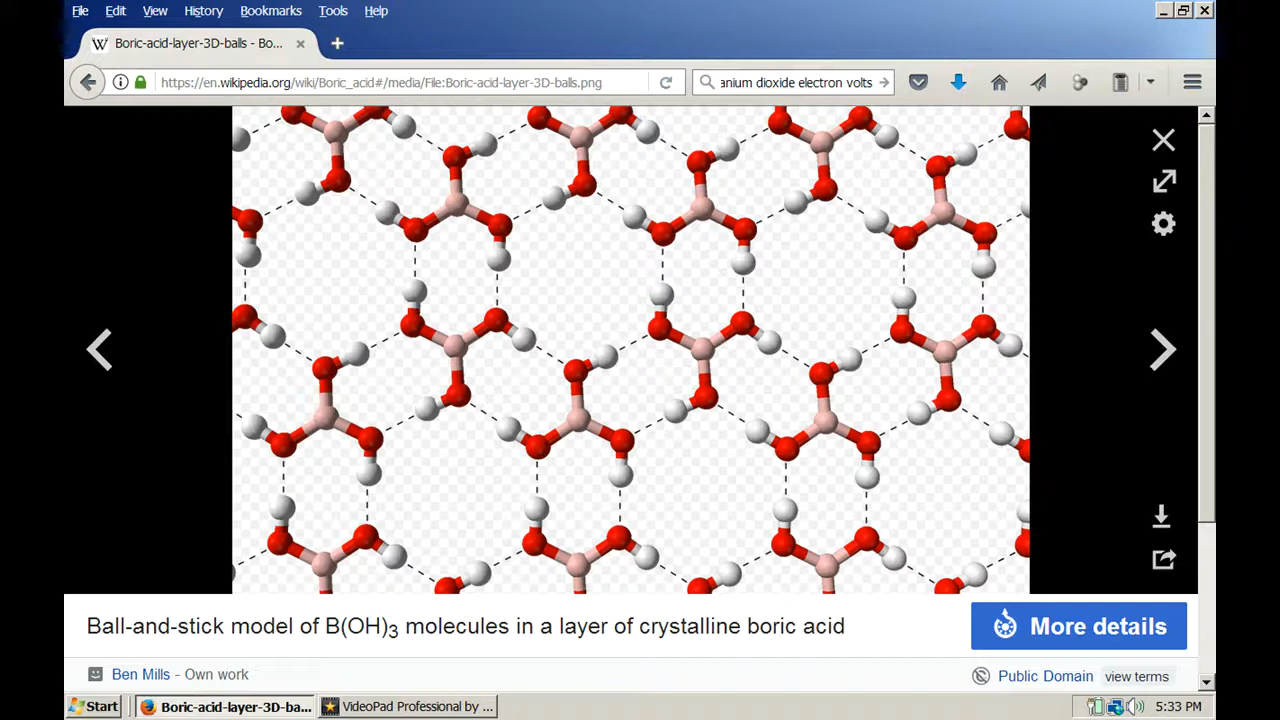 File Edit View History Bookmarks Tools Help
W Boric-acid-layer-3D-balls - Bo...
https://en.wikipedia.org/wiki/Boric_acid#/media/File:Boric-acid-layer-3D-balls.png
anium dioxide electron volts
Ball-and-stick model of B(OH)₃ molecules in a layer of crystalline boric acid
More details
Ben Mills - Own work
Public Domain view terms
Start Boric-acid-layer-3D-ba... VideoPad Professional by ... 5:33 PM